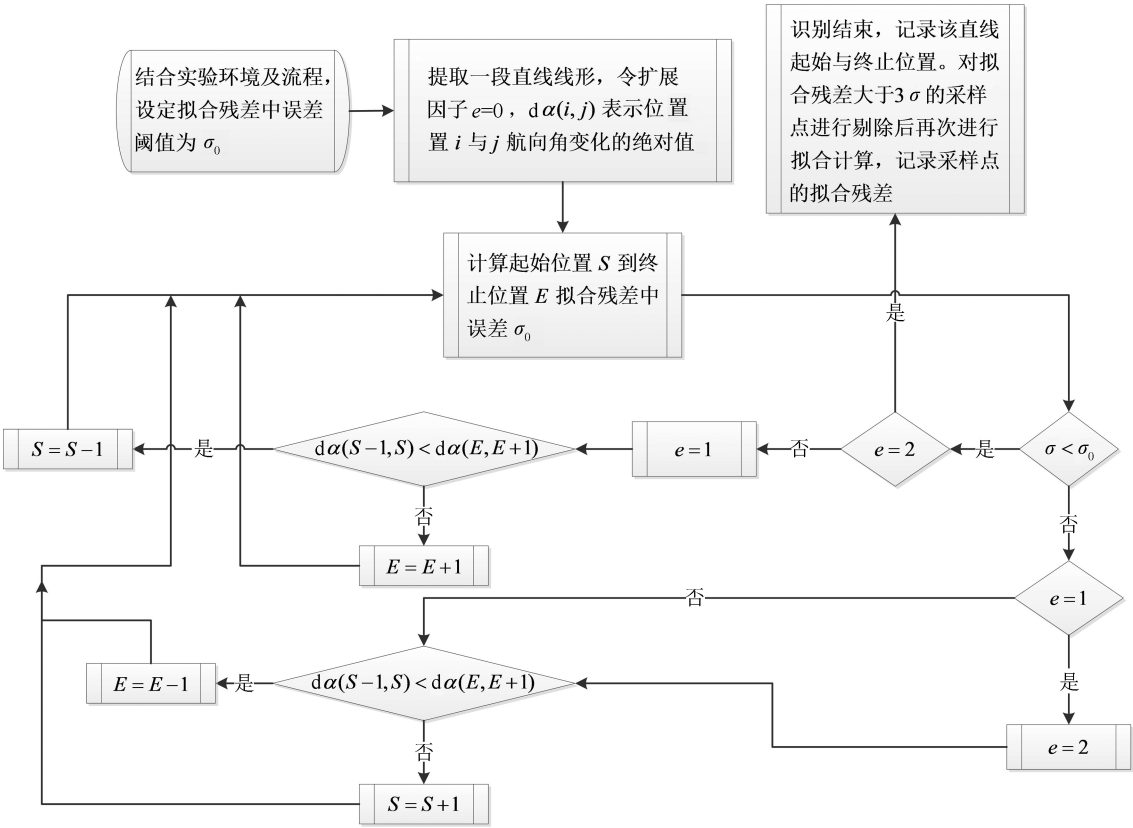 结合实验环境及流程，
设定拟合残差中误差
阈值为 σ₀
提取一段直线线形，令扩展
因子 e=0 ，dα(i, j) 表示位置
置 i 与 j 航向角变化的绝对值
识别结束，记录该直线
起始与终止位置。对拟
合残差大于3 σ 的采样
点进行剔除后再次进行
拟合计算，记录采样点
的拟合残差
计算起始位置 S 到终
止位置 E 拟合残差中
误差 σ₀
是
S = S−1
是
dα(S−1, S) < dα(E, E+1)
e =1
否
e = 2
是
σ < σ₀
否
否
E = E+1
e =1
否
是
E = E−1
是
dα(S−1, S) < dα(E, E+1)
e = 2
否
S = S+1